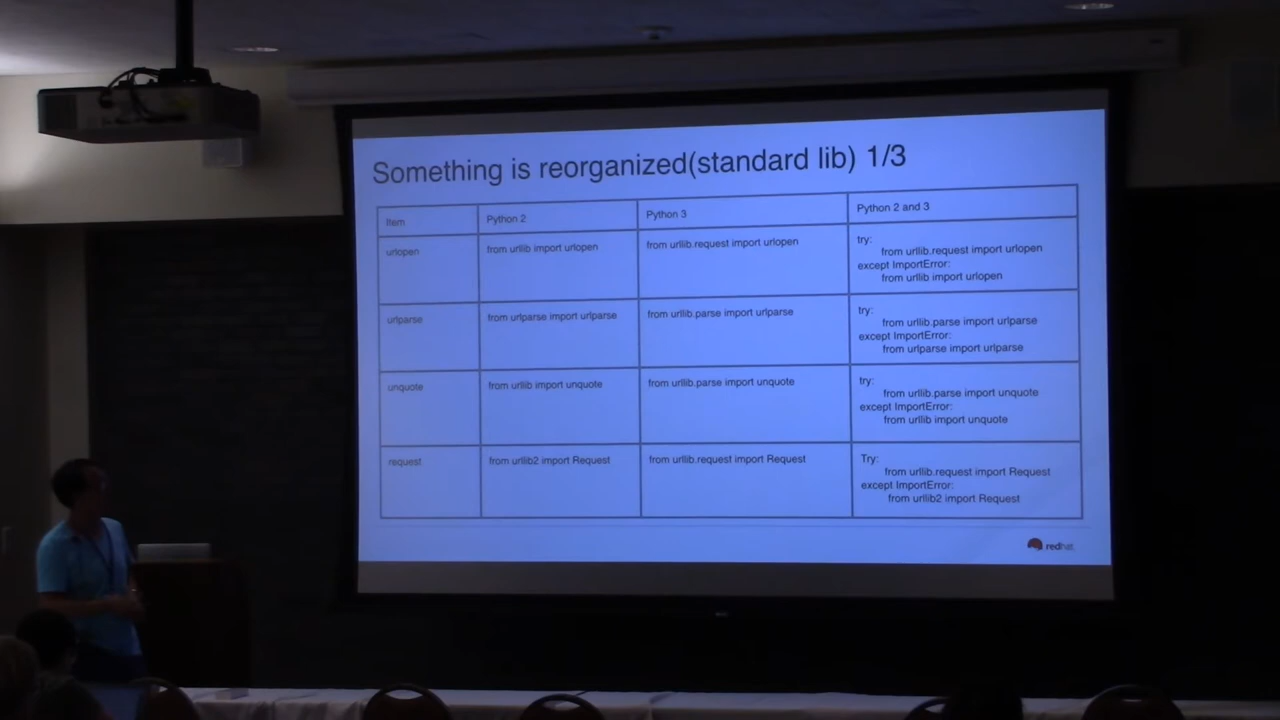 Something is reorganized(standard lib) 1/3
Item
Python 2
Python 3
Python 2 and 3
urlopen
from urllib import urlopen
from urllib.request import urlopen
try:
from urllib.request import urlopen
except ImportError:
from urllib import urlopen
urlparse
from urlparse import urlparse
from urllib.parse import urlparse
try:
from urllib.parse import urlparse
except ImportError:
from urlparse import urlparse
unquote
from urllib import unquote
from urllib.parse import unquote
try:
from urllib.parse import unquote
except ImportError:
from urllib import unquote
request
from urllib2 import Request
from urllib.request import Request
Try:
from urllib.request import Request
except ImportError:
from urllib2 import Request
redhat